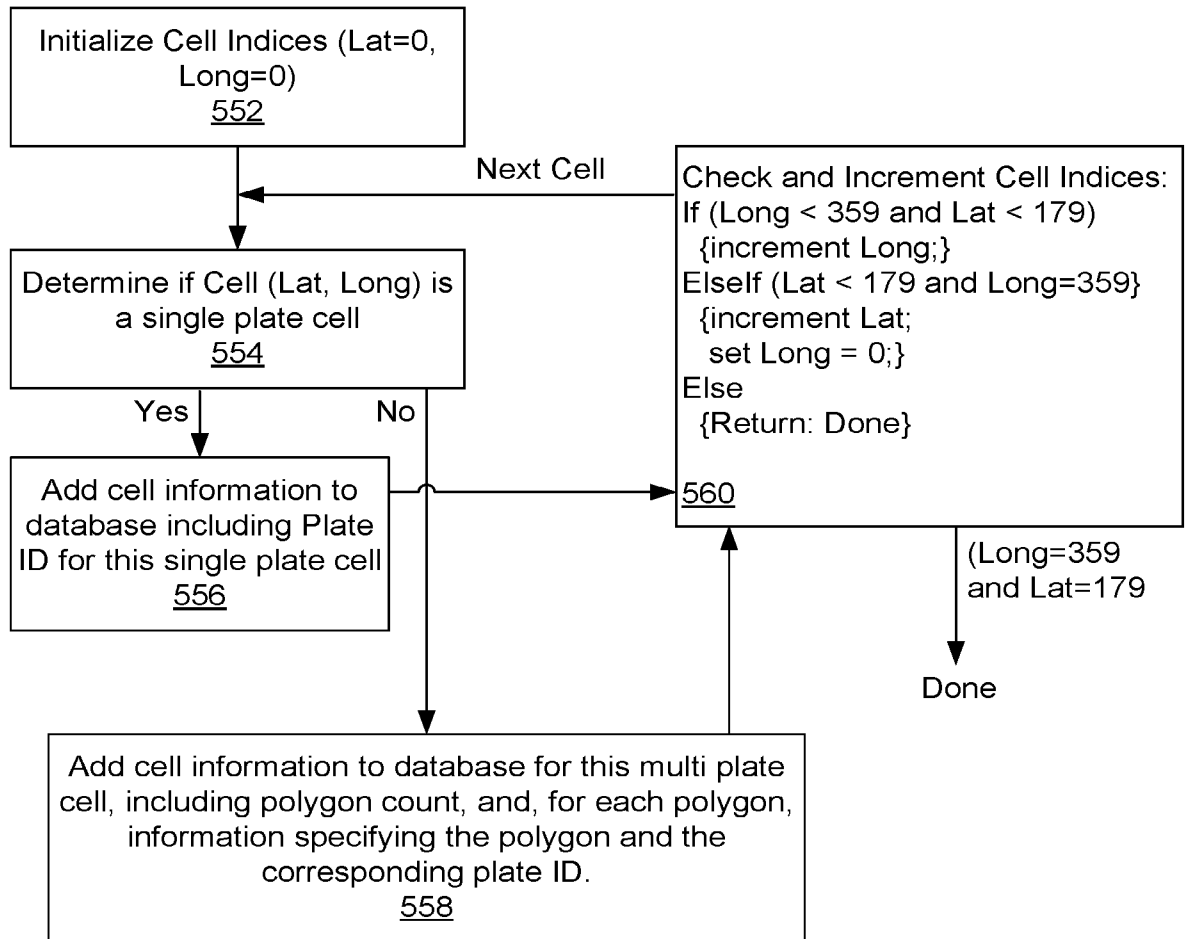 Initialize Cell Indices (Lat=0,
Long=0)
552
Next Cell
Determine if Cell (Lat, Long) is
a single plate cell
554
Yes
No
Add cell information to
database including Plate
ID for this single plate cell
556
Check and Increment Cell Indices:
If (Long < 359 and Lat < 179)
{increment Long;}
ElseIf (Lat < 179 and Long=359}
{increment Lat;
set Long = 0;}
Else
{Return: Done}
560
(Long=359
and Lat=179
Done
Add cell information to database for this multi plate
cell, including polygon count, and, for each polygon,
information specifying the polygon and the
corresponding plate ID.
558